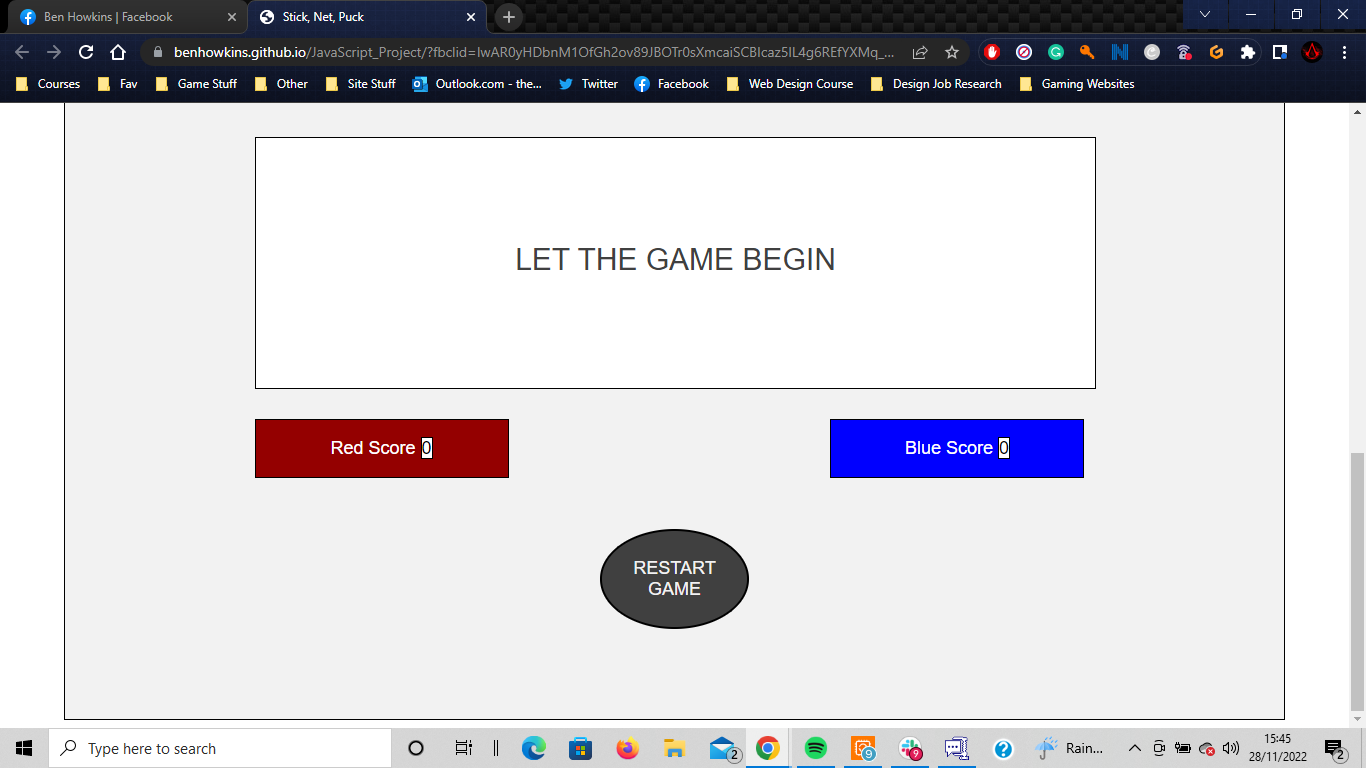 Ben Howkins | Facebook
Stick, Net, Puck
benhowkins.github.io/JavaScript_Project/?fbclid=IwAR0yHDbnM1OfGh2ov89JBOTr0sXmcaiSCBIcaz5IL4g6REfYXMq_...
Courses
Fav
Game Stuff
Other
Site Stuff
Outlook.com - the...
Twitter
Facebook
Web Design Course
Design Job Research
Gaming Websites
LET THE GAME BEGIN
Red Score 0
Blue Score 0
RESTART
GAME
Type here to search
2
9
9
Rain...
15:45
28/11/2022
2